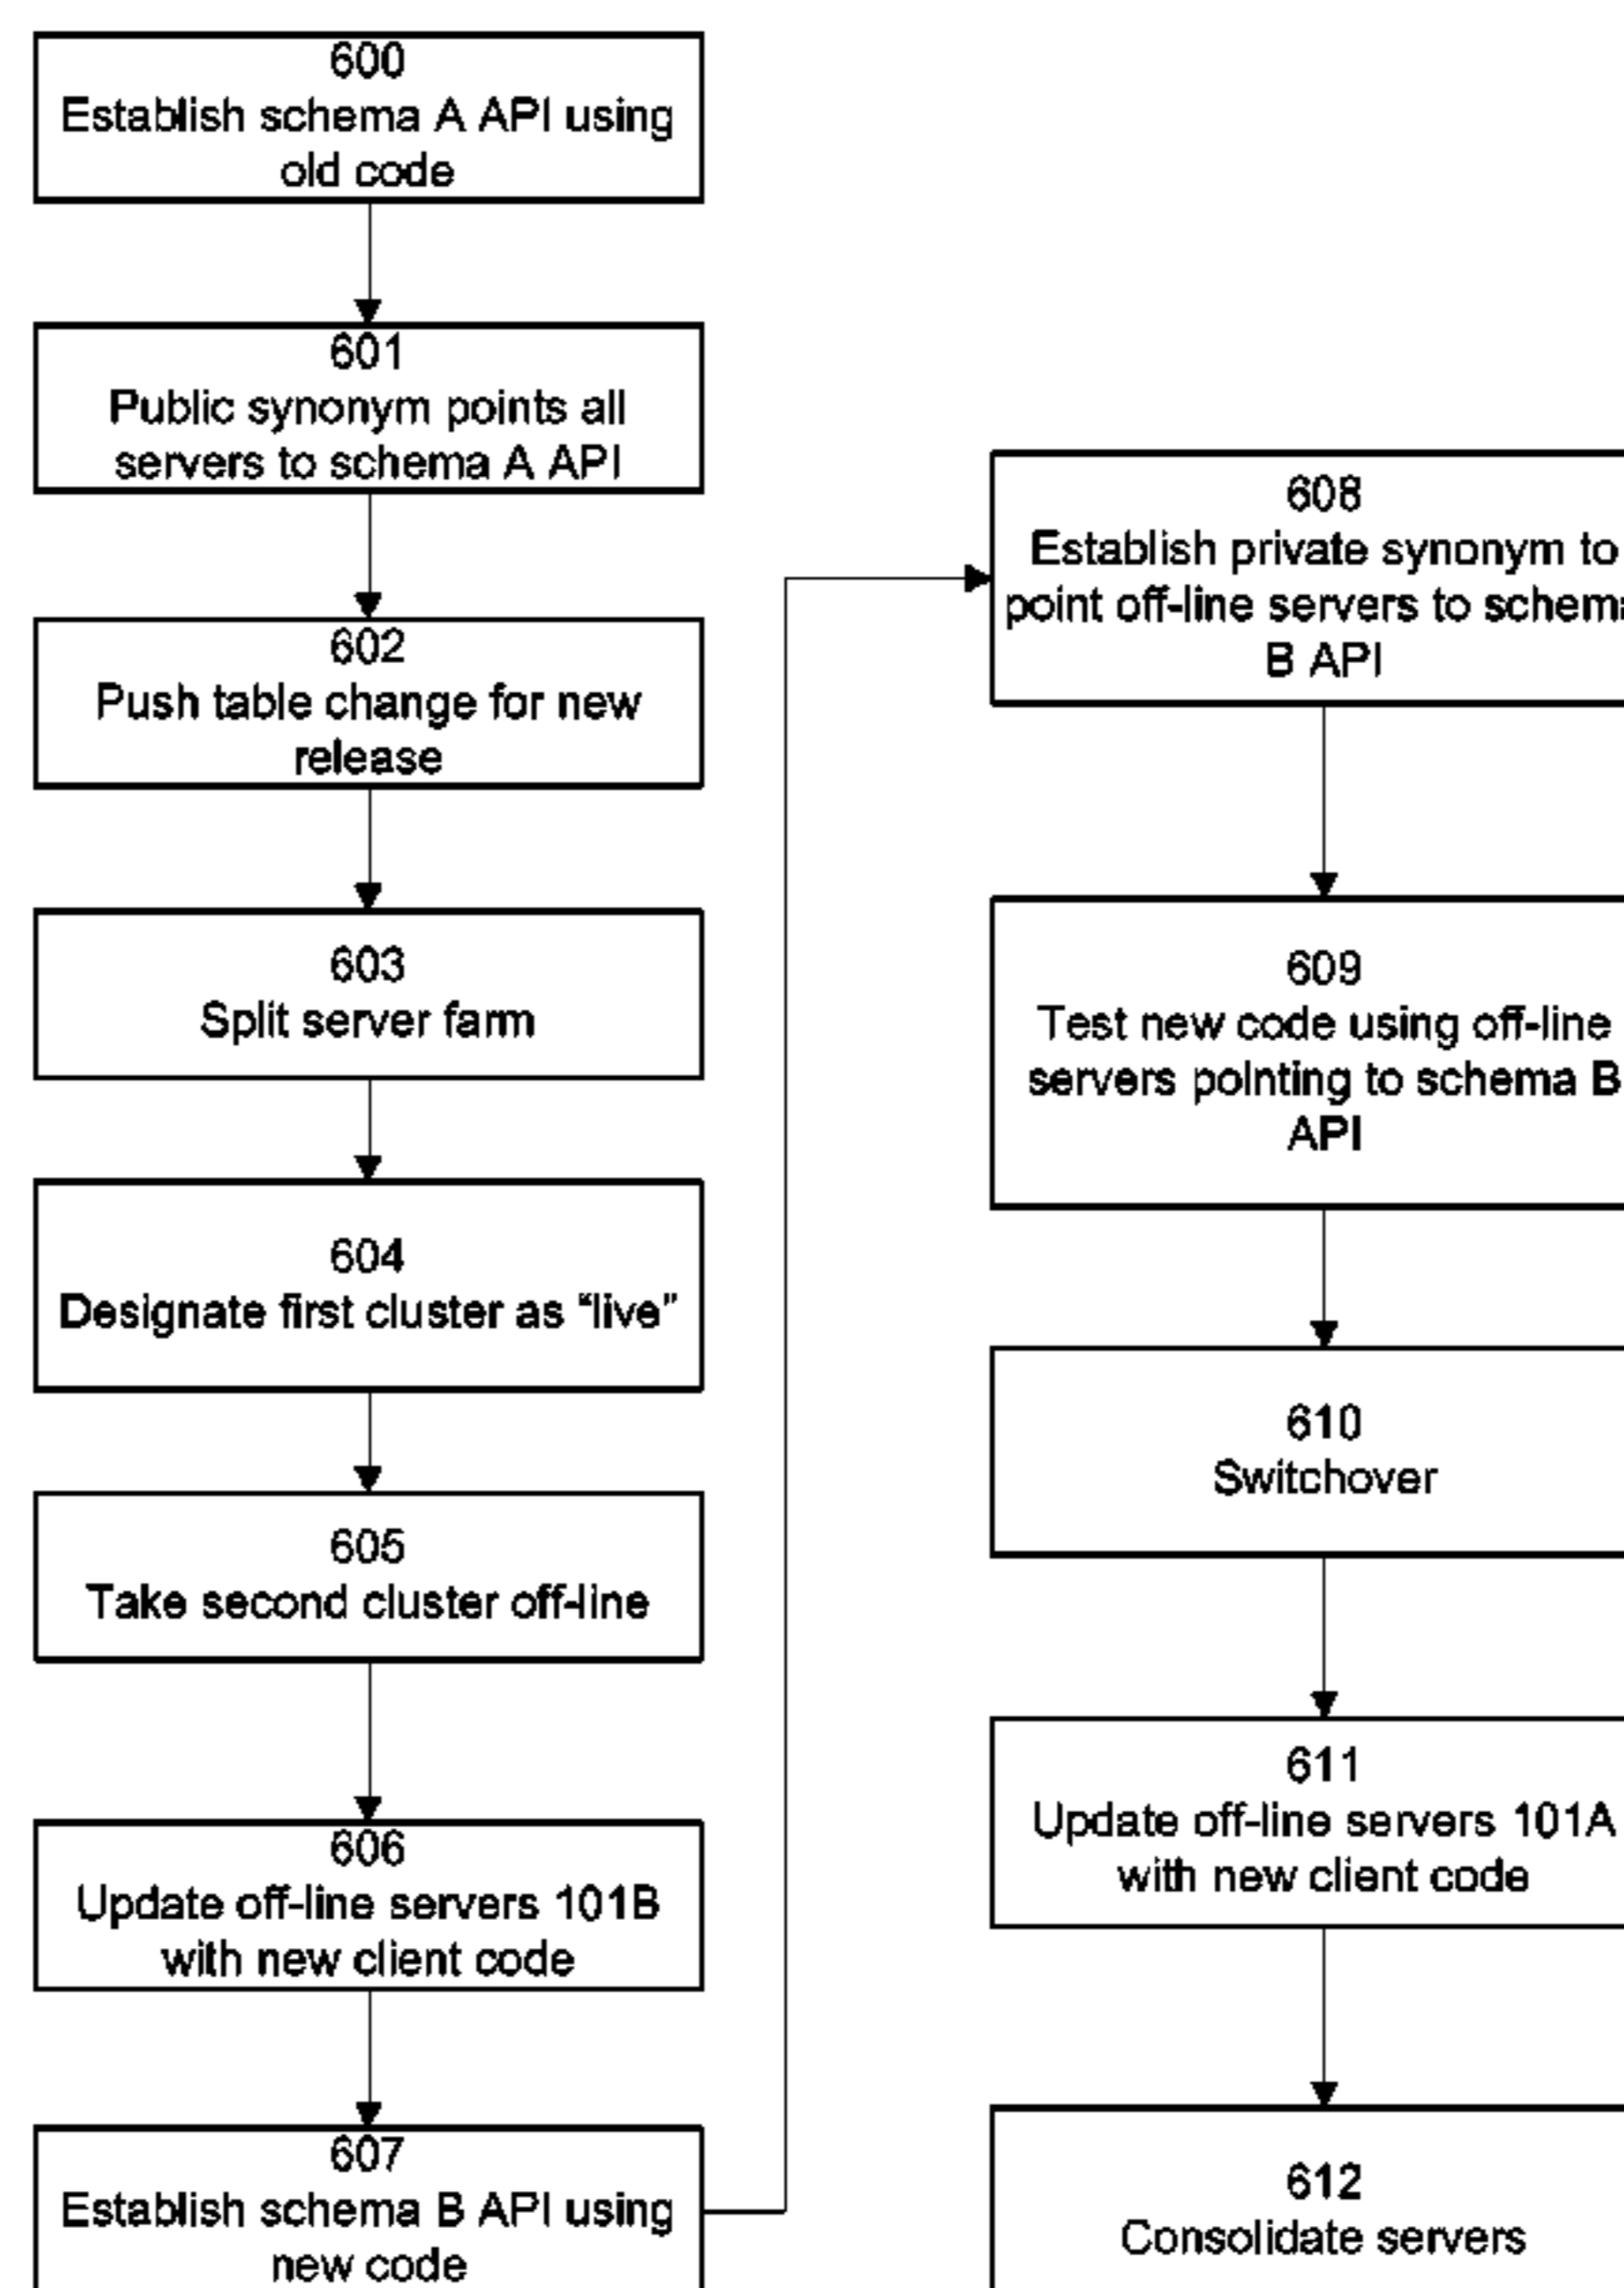 600
Establish schema A API using
old code
601
Public synonym points all
servers to schema A API
602
Push table change for new
release
603
Split server farm
604
Designate first cluster as “live”
605
Take second cluster off-line
606
Update off-line servers 101B
with new client code
607
Establish schema B API using
new code
608
Establish private synonym to
point off-line servers to schema
B API
609
Test new code using off-line
servers pointing to schema B
API
610
Switchover
611
Update off-line servers 101A
with new client code
612
Consolidate servers